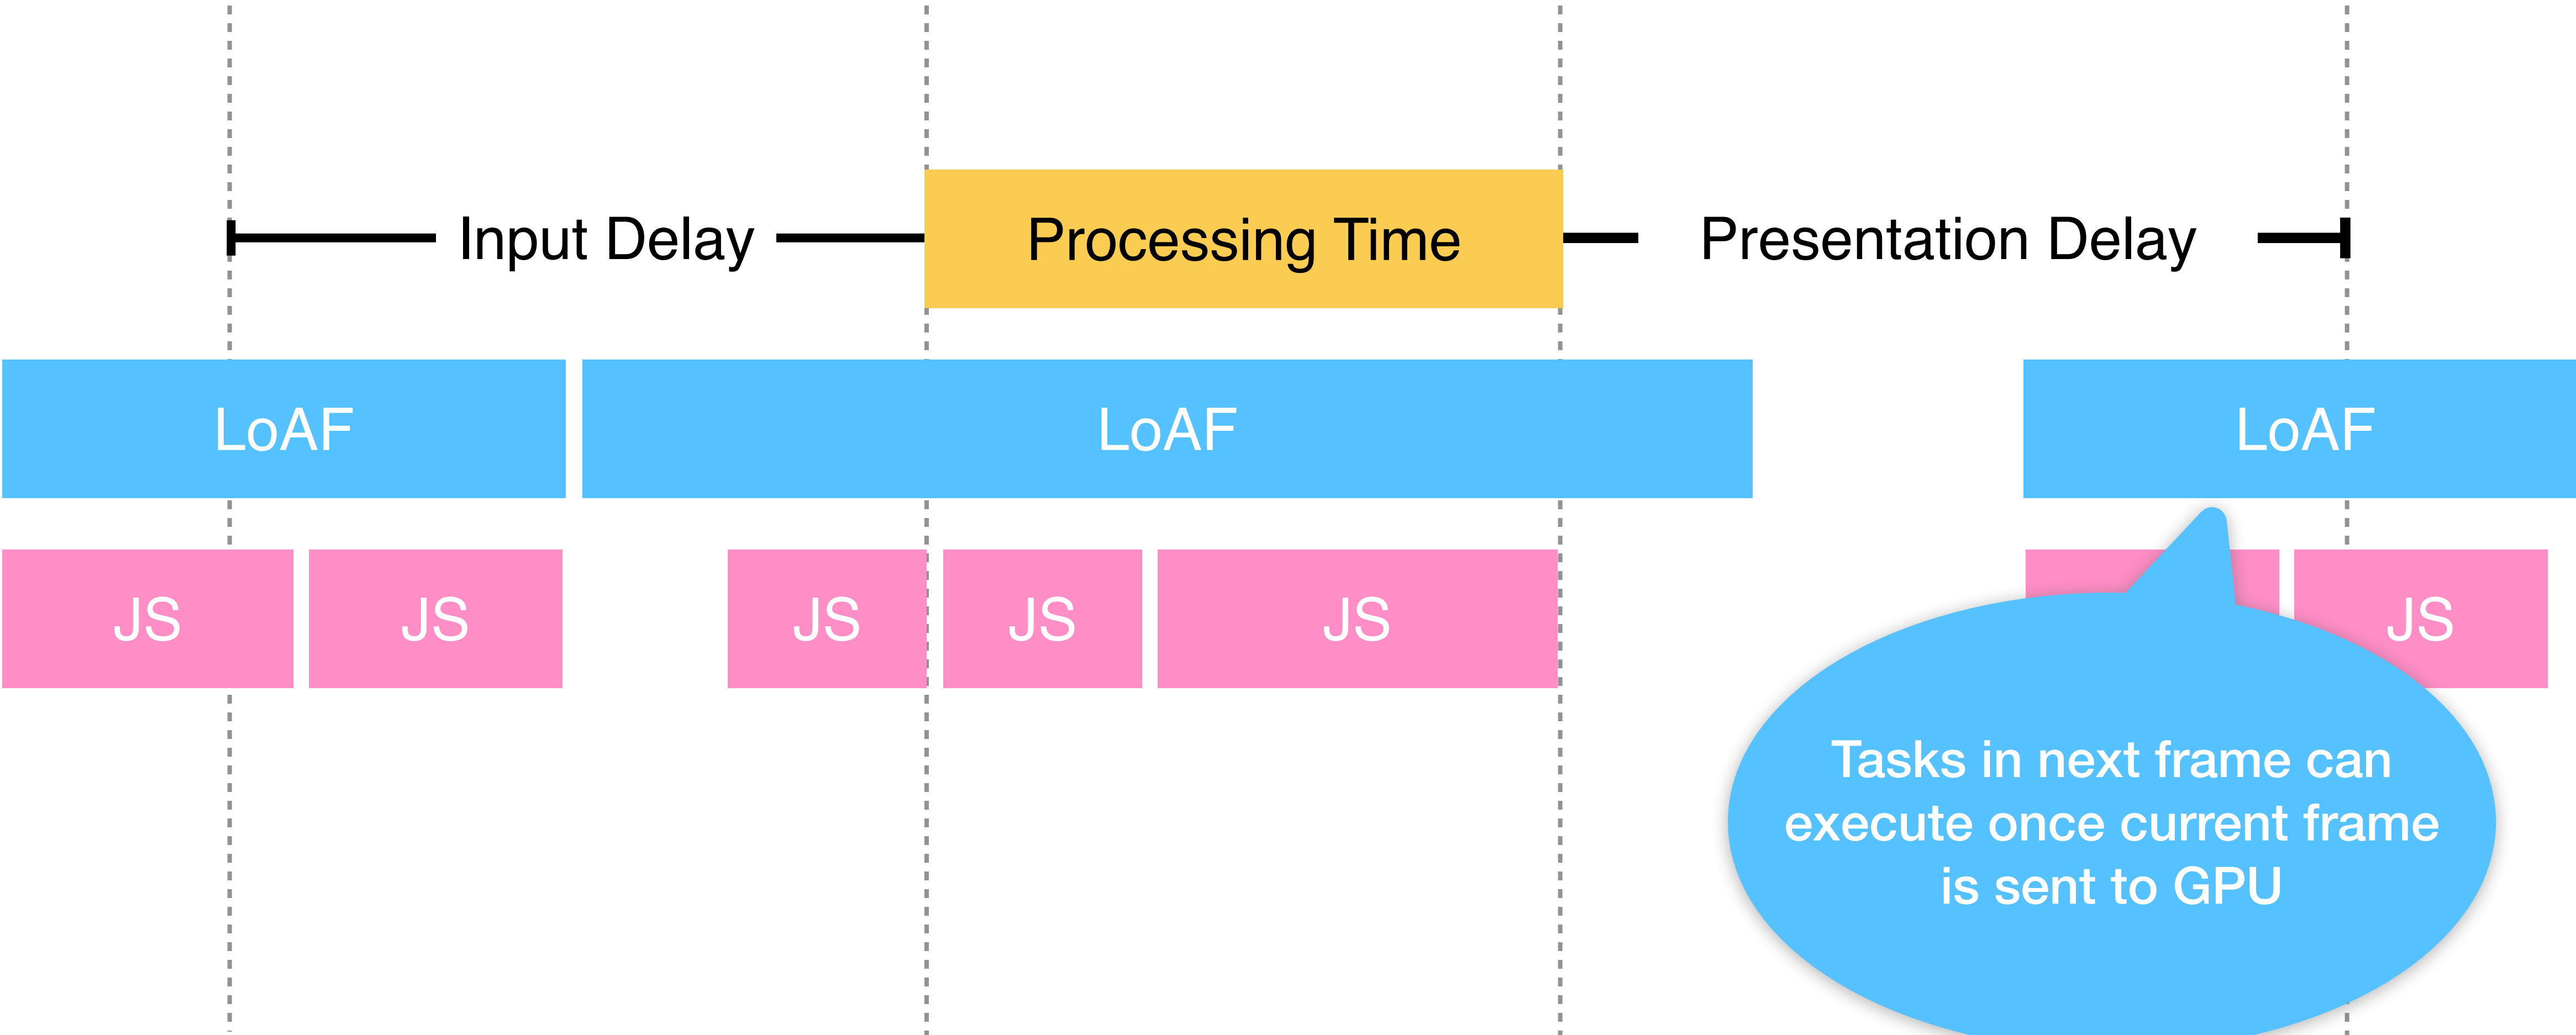 Input Delay
Processing Time
Presentation Delay
LoAF
LoAF
LoAF
JS
JS
JS
JS
JS
JS
Tasks in next frame can
execute once current frame
is sent to GPU